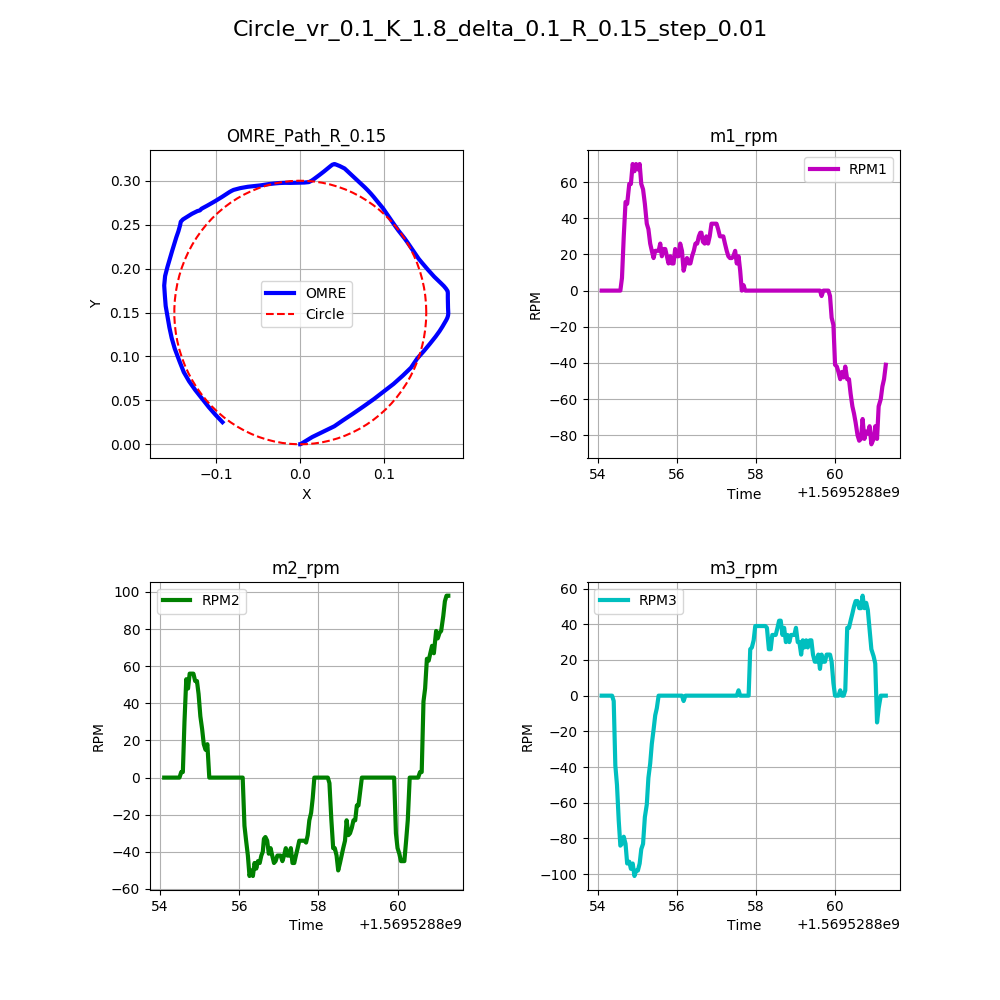 Circle_vr_0.1_K_1.8_delta_0.1_R_0.15_step_0.01
OMRE_Path_R_0.15
0.30
0.25
0.20
0.15
0.10
0.05
0.00
Y
OMRE
Circle
−0.1
0.0
0.1
X
m1_rpm
RPM1
60
40
20
0
−20
−40
−60
−80
RPM
54
56
58
60
Time
+1.5695288e9
m2_rpm
RPM2
100
80
60
40
20
0
−20
−40
−60
RPM
54
56
58
60
Time
+1.5695288e9
m3_rpm
RPM3
60
40
20
0
−20
−40
−60
−80
−100
RPM
54
56
58
60
Time
+1.5695288e9